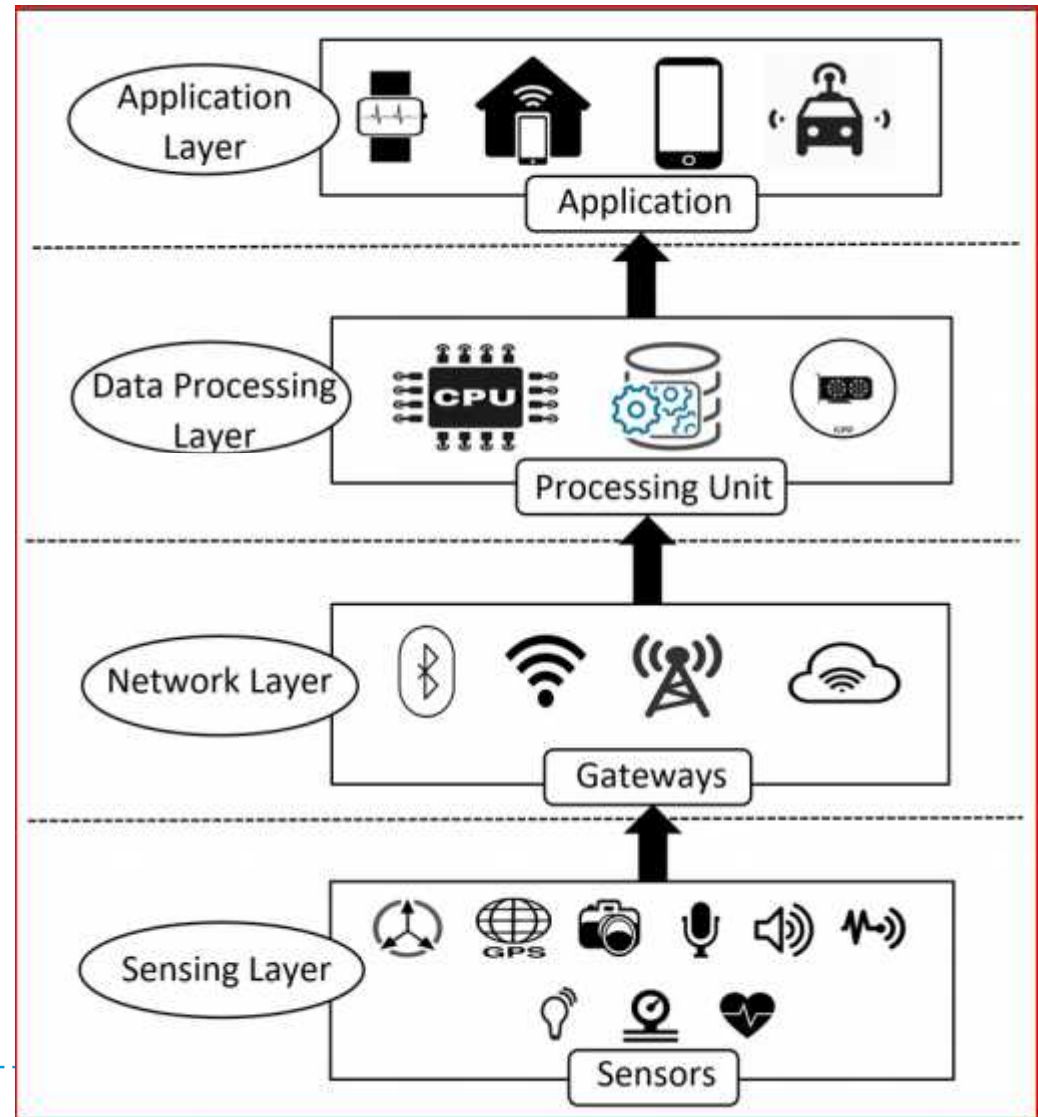 Application
Layer
Application
Data Processing
Layer
CPU
Processing Unit
Network Layer
Gateways
Sensing Layer
GPS
Sensors